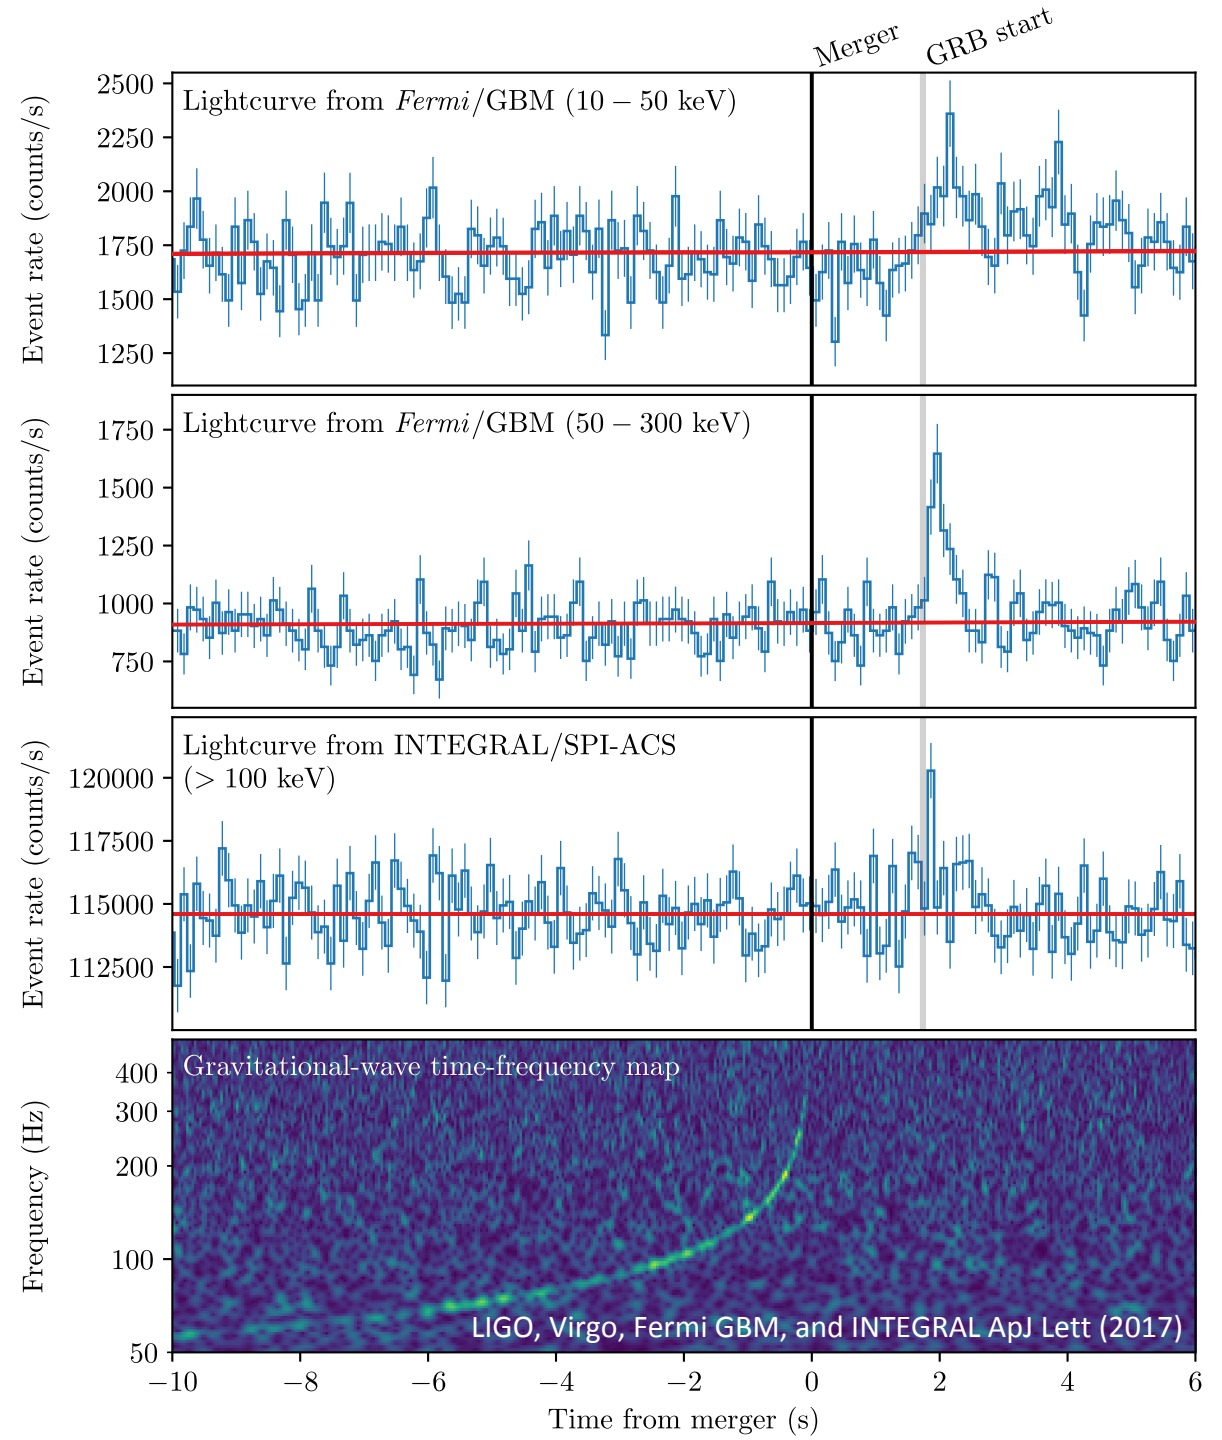 Merger
GRB start
Lightcurve from Fermi/GBM (10 − 50 keV)
Event rate (counts/s)
2500
2250
2000
1750
1500
1250
Lightcurve from Fermi/GBM (50 − 300 keV)
Event rate (counts/s)
1750
1500
1250
1000
750
Lightcurve from INTEGRAL/SPI-ACS
(> 100 keV)
Event rate (counts/s)
120000
117500
115000
112500
Gravitational-wave time-frequency map
Frequency (Hz)
400
300
200
100
50
LIGO, Virgo, Fermi GBM, and INTEGRAL ApJ Lett (2017)
−10 −8 −6 −4 −2 0 2 4 6
Time from merger (s)